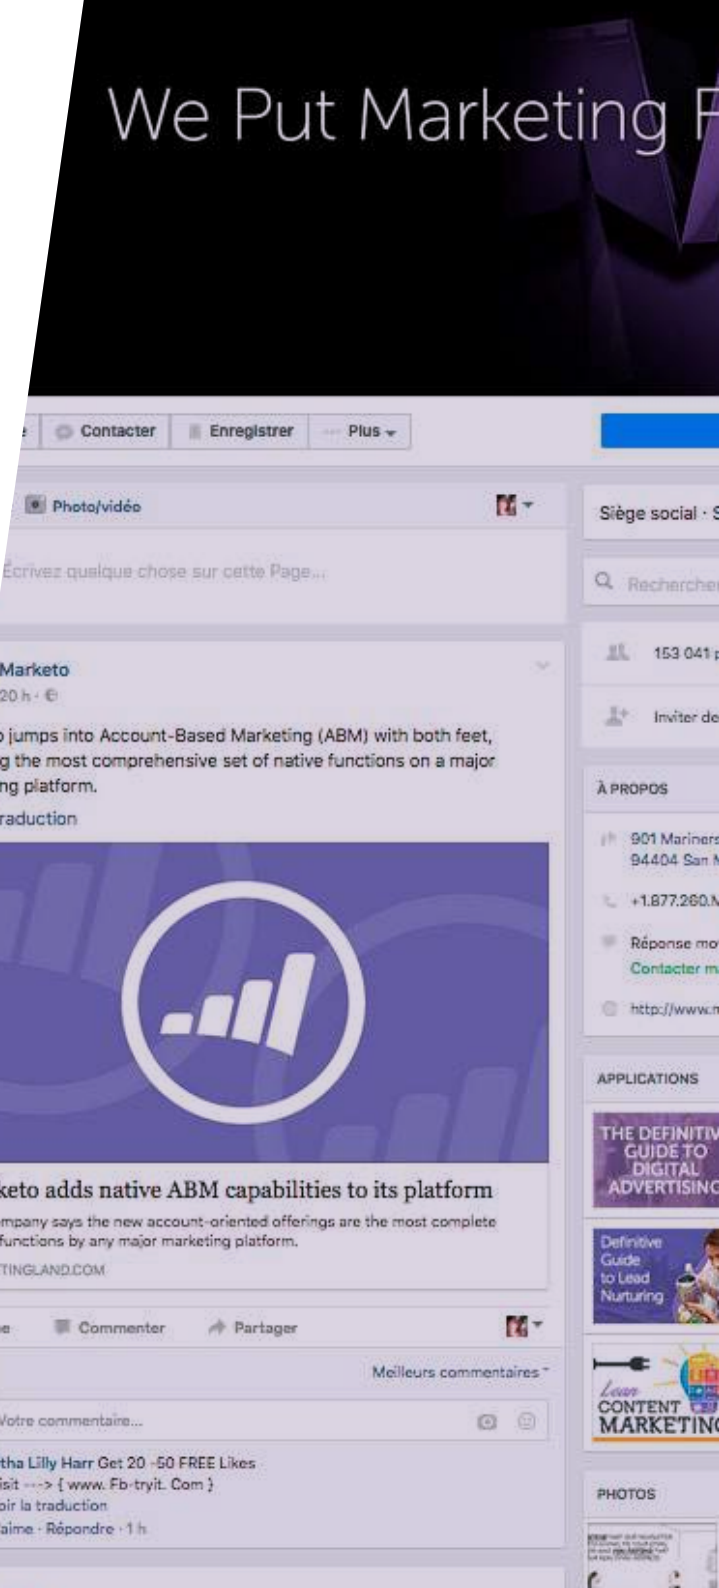 We Put Marketing
Contacter
Enregistrer
Plus
Photo/vidéo
Écrivez quelque chose sur cette Page...
Marketo
20 h ·
jumps into Account-Based Marketing (ABM) with both feet,
g the most comprehensive set of native functions on a major
ng platform.
raduction
keto adds native ABM capabilities to its platform
mpany says the new account-oriented offerings are the most complete
functions by any major marketing platform.
TINGLAND.COM
Commenter
Partager
Meilleurs commentaires
Votre commentaire...
tha Lilly Harr Get 20 -50 FREE Likes
isit ---> { www. Fb-tryit. Com }
oir la traduction
'aime · Répondre · 1 h
Siège social · S
Rechercher
153 041 p
Inviter de
À PROPOS
901 Mariners
94404 San M
+1.877.260.M
Réponse mo
Contacter m
http://www.m
APPLICATIONS
THE DEFINITIV
GUIDE TO
DIGITAL
ADVERTISING
Definitive
Guide
to Lead
Nurturing
Lean
CONTENT
MARKETING
PHOTOS